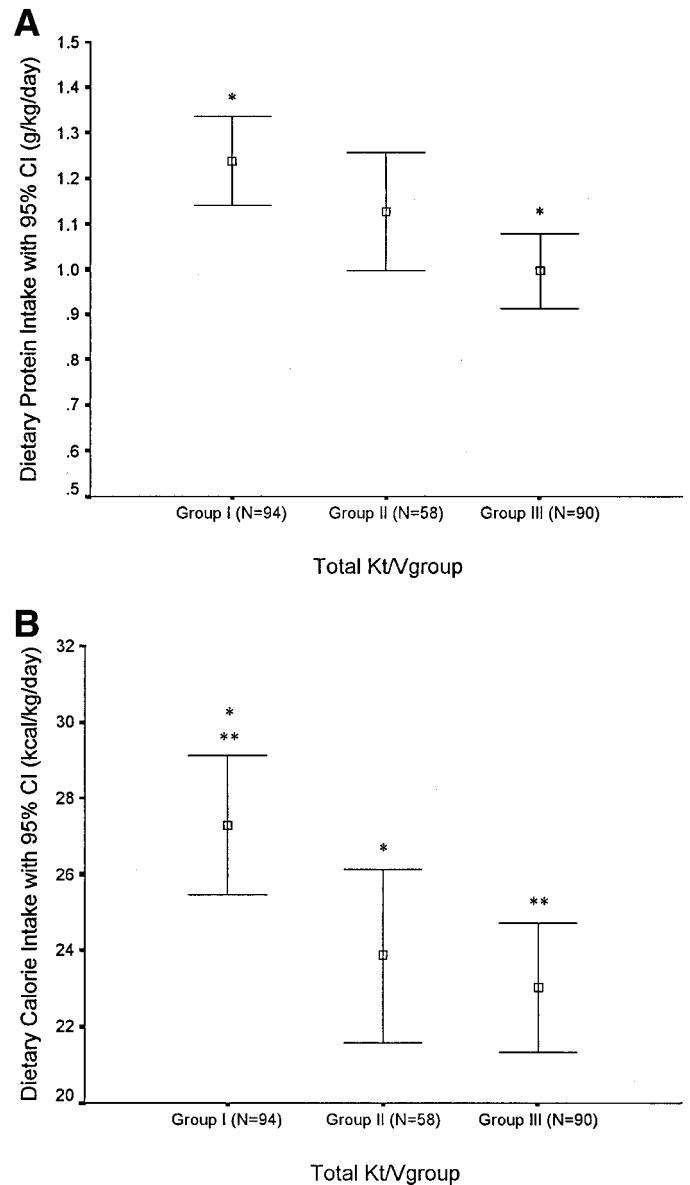 A
Dietary Protein Intake with 95% CI (g/kg/day)
1.5
1.4
1.3
1.2
1.1
1.0
.9
.8
.7
.6
.5
*
*
Group I (N=94)
Group II (N=58)
Group III (N=90)
Total Kt/Vgroup
B
Dietary Calorie Intake with 95% CI (kcal/kg/day)
32
30
28
26
24
22
20
*
**
*
**
Group I (N=94)
Group II (N=58)
Group III (N=90)
Total Kt/Vgroup